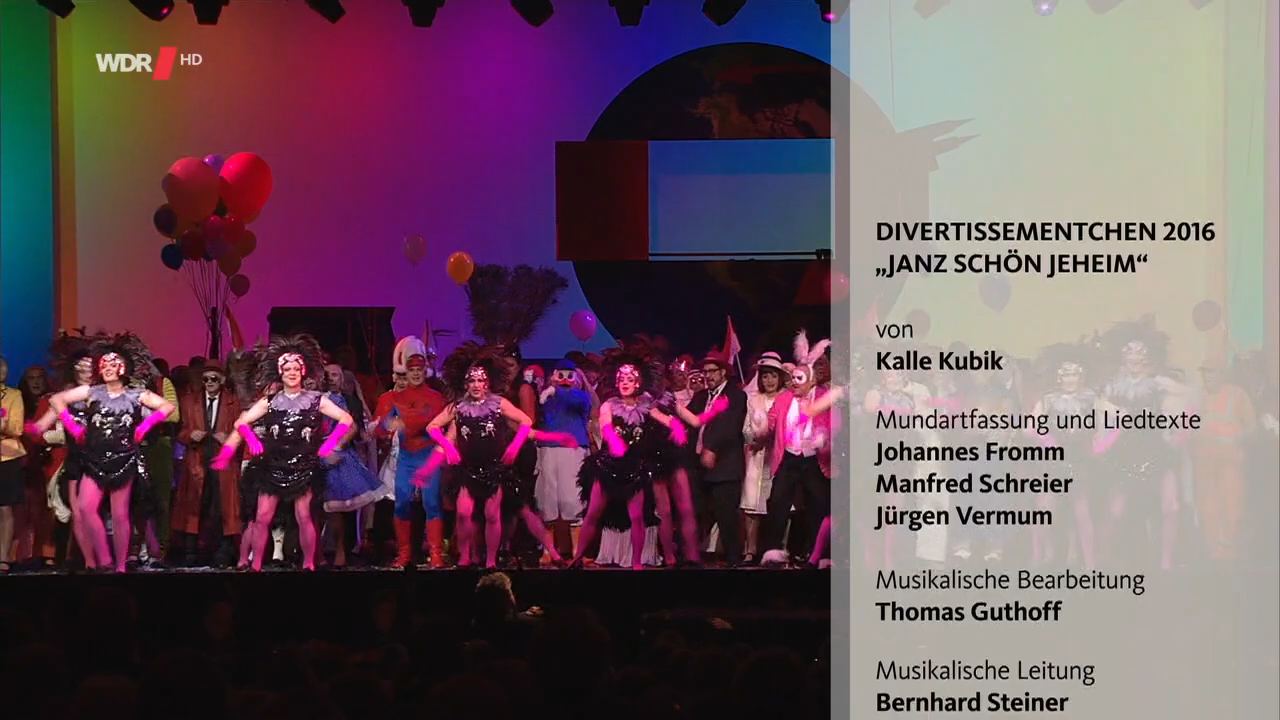 WDR HD
DIVERTISSEMENTCHEN 2016
„JANZ SCHÖN JEHEIM“
von
Kalle Kubik
Mundartfassung und Liedtexte
Johannes Fromm
Manfred Schreier
Jürgen Vermum
Musikalische Bearbeitung
Thomas Guthoff
Musikalische Leitung
Bernhard Steiner